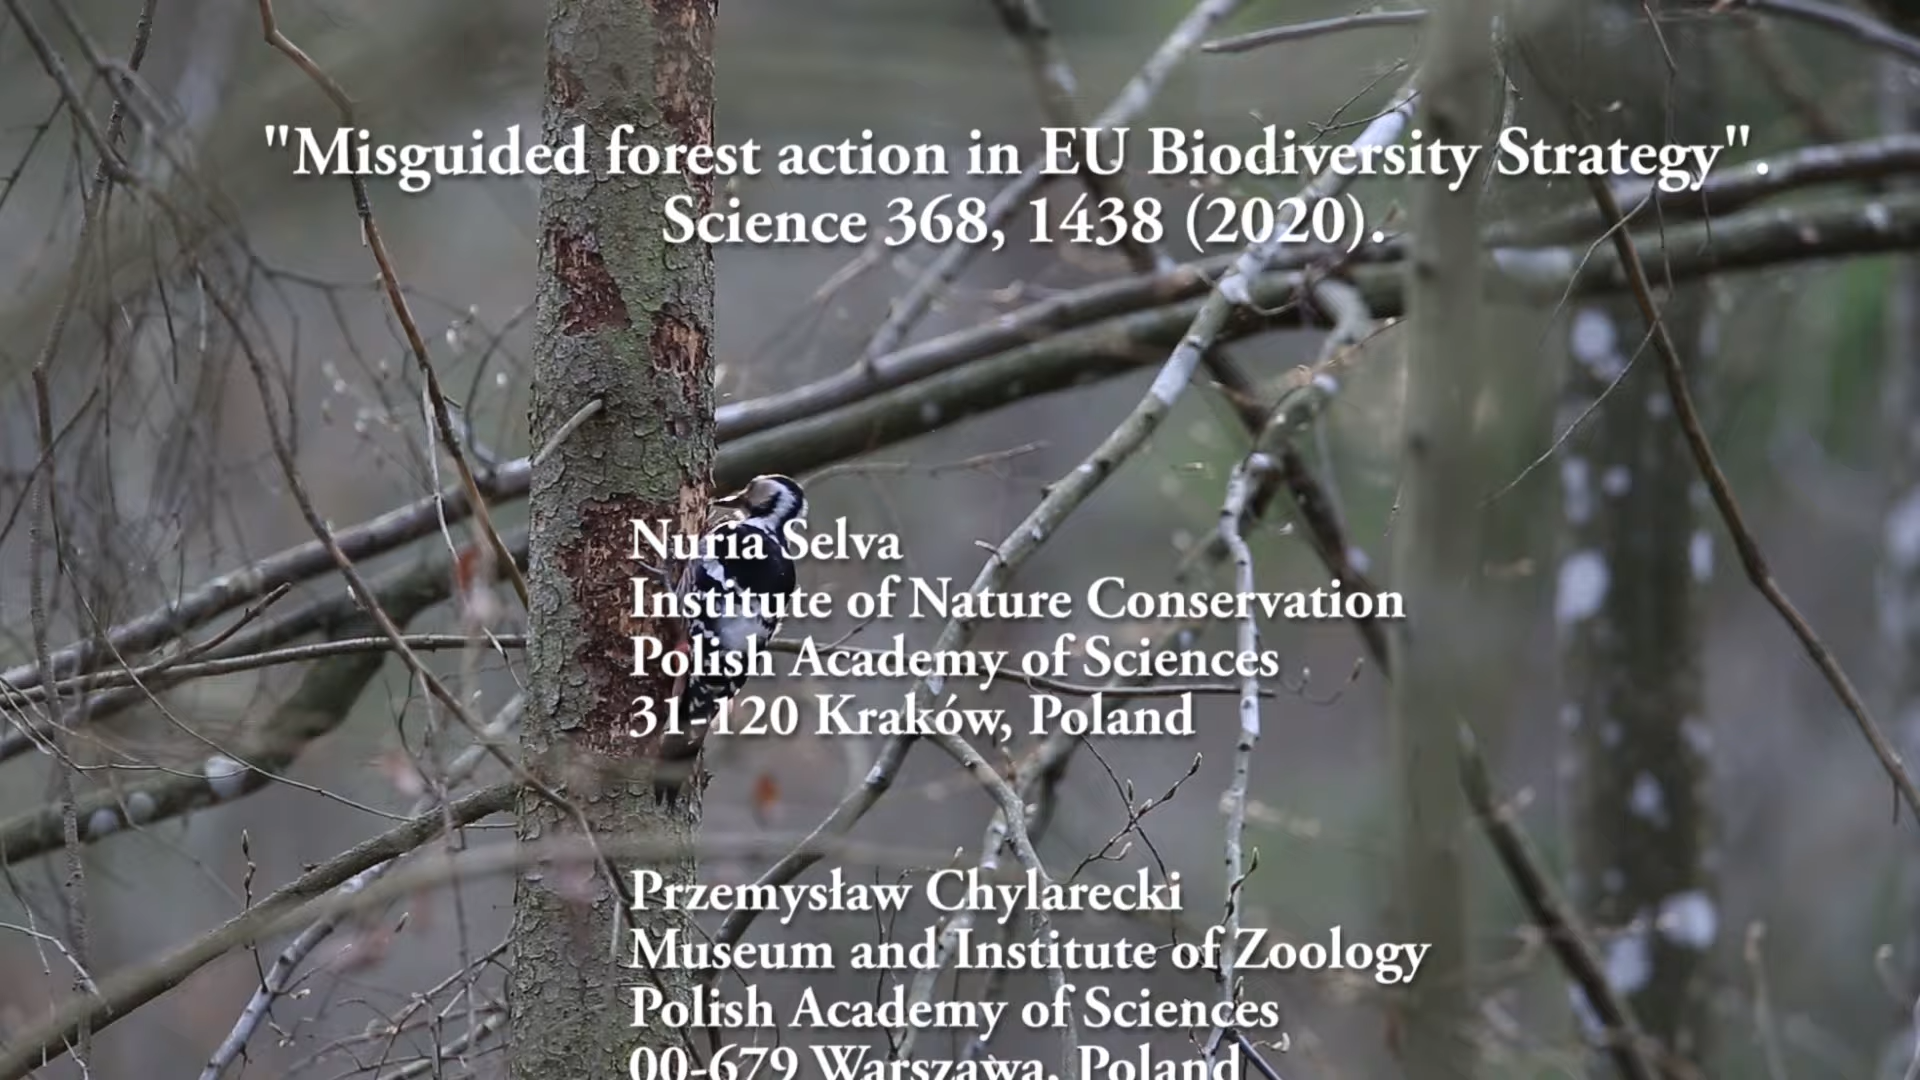 "Misguided forest action in EU Biodiversity Strategy".
Science 368, 1438 (2020).
Nuria Selva
Institute of Nature Conservation
Polish Academy of Sciences
31-120 Kraków, Poland
Przemysław Chylarecki
Museum and Institute of Zoology
Polish Academy of Sciences
00-679 Warszawa, Poland